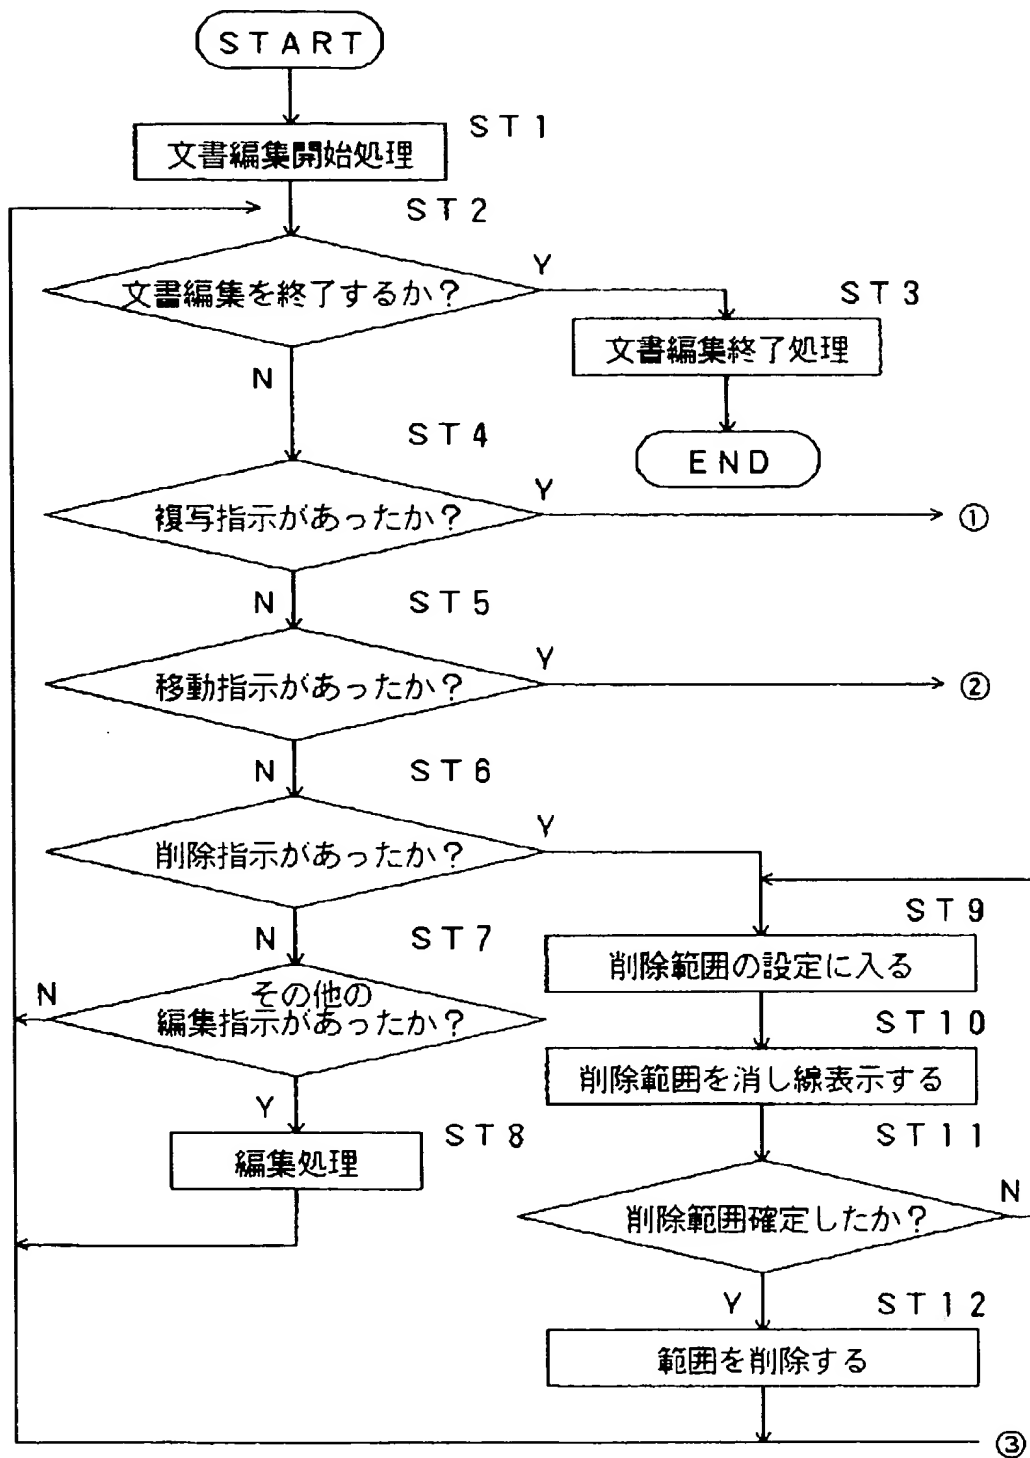 START
ST1
文書編集開始処理
ST2
文書編集を終了するか？
Y
N
ST3
文書編集終了処理
END
ST4
複写指示があったか？
Y
①
N
ST5
移動指示があったか？
Y
②
N
ST6
削除指示があったか？
Y
N
ST7
その他の
編集指示があったか？
N
Y
ST8
編集処理
ST9
削除範囲の設定に入る
ST10
削除範囲を消し線表示する
ST11
削除範囲確定したか？
N
Y
ST12
範囲を削除する
③